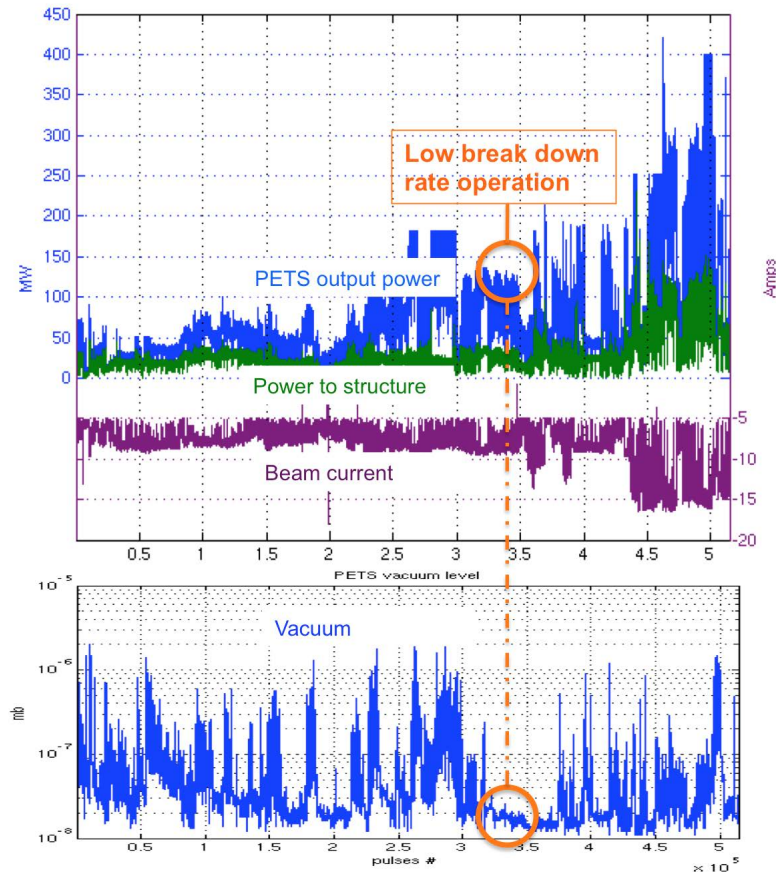 450
400
350
300
250
200
150
100
50
0
MW
Low break down
rate operation
PETS output power
Power to structure
Beam current
-5
-10
-15
-20
Amps
0.5 1 1.5 2 2.5 3 3.5 4 4.5 5
PETS vacuum level
10⁻⁵
10⁻⁶
10⁻⁷
10⁻⁸
mb
Vacuum
0.5 1 1.5 2 2.5 3 3.5 4 4.5 5
pulses #
× 10⁵